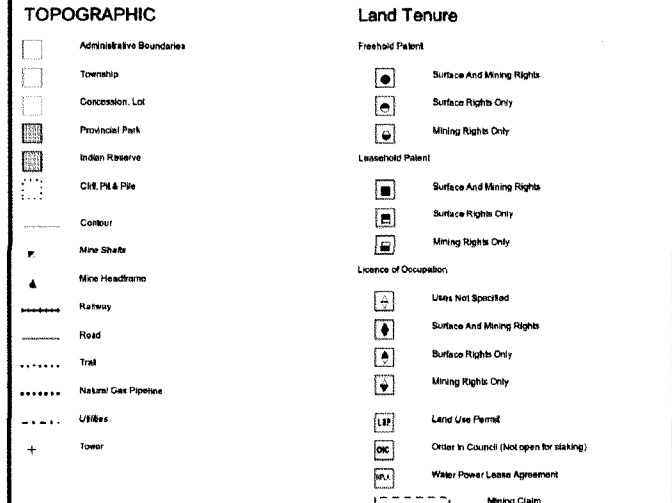 TOPOGRAPHIC
Administrative Boundaries
Township
Concession, Lot
Provincial Park
Indian Reserve
Cliff, Pit & Pile
Contour
Mine Shafts
Mine Headframe
Railway
Road
Trail
Natural Gas Pipeline
Utilities
Tower
Land Tenure
Freehold Patent
Surface And Mining Rights
Surface Rights Only
Mining Rights Only
Leasehold Patent
Surface And Mining Rights
Surface Rights Only
Mining Rights Only
Licence of Occupation
Uses Not Specified
Surface And Mining Rights
Surface Rights Only
Mining Rights Only
LUP Land Use Permit
OIC Order In Council (Not open for staking)
WPLA Water Power Lease Agreement
Mining Claim